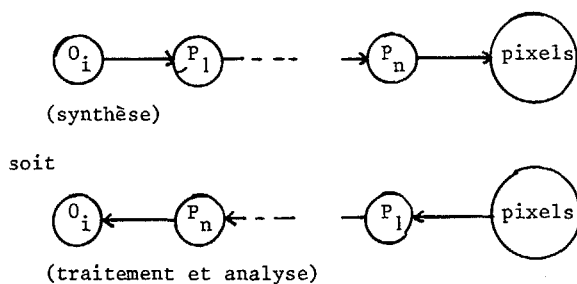 O_i P_1 P_n pixels
(synthèse)
soit
O_i P_n P_1 pixels
(traitement et analyse)